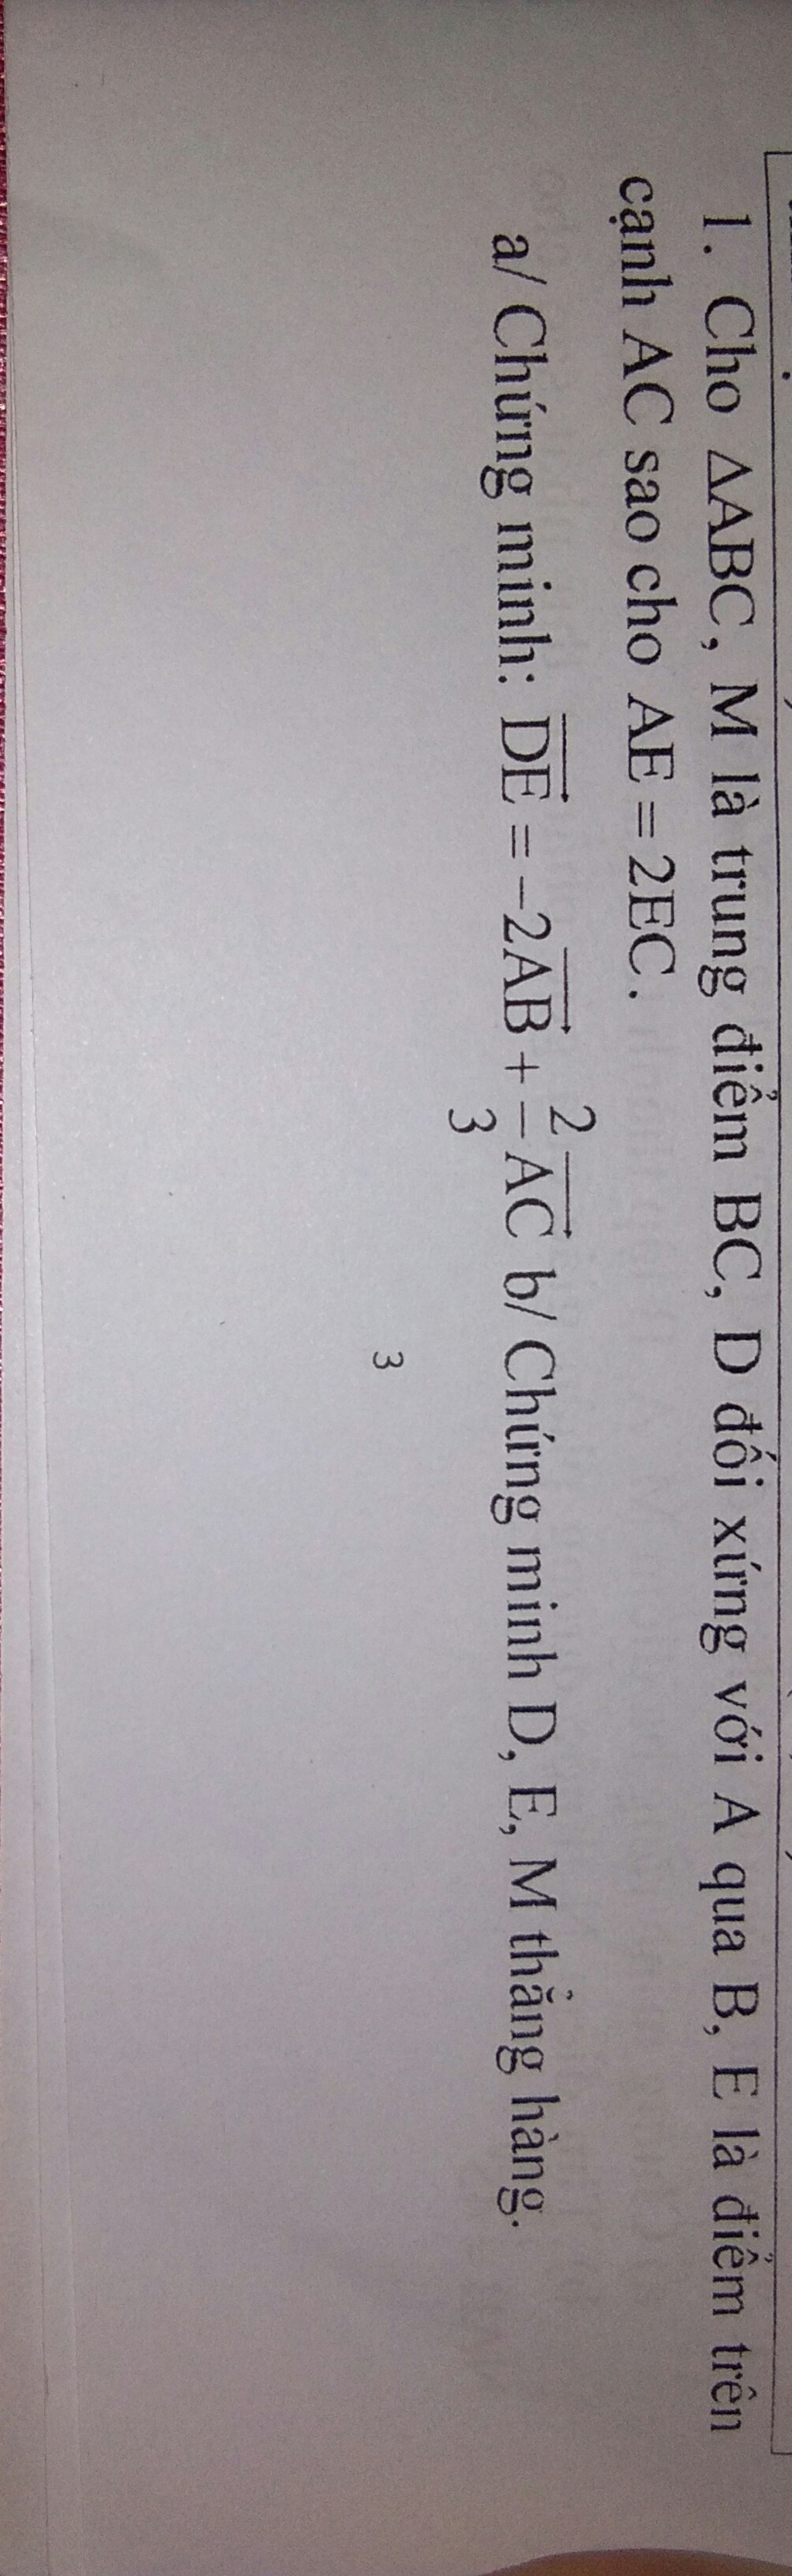 1. Cho ΔABC, M là trung điểm BC, D đối xứng với A qua B, E là điểm trên
cạnh AC sao cho AE = 2EC.
a/ Chứng minh: $\overrightarrow{DE} = -2\overrightarrow{AB} + \frac{2}{3}\overrightarrow{AC}$ b/ Chứng minh D, E, M thẳng hàng.
3